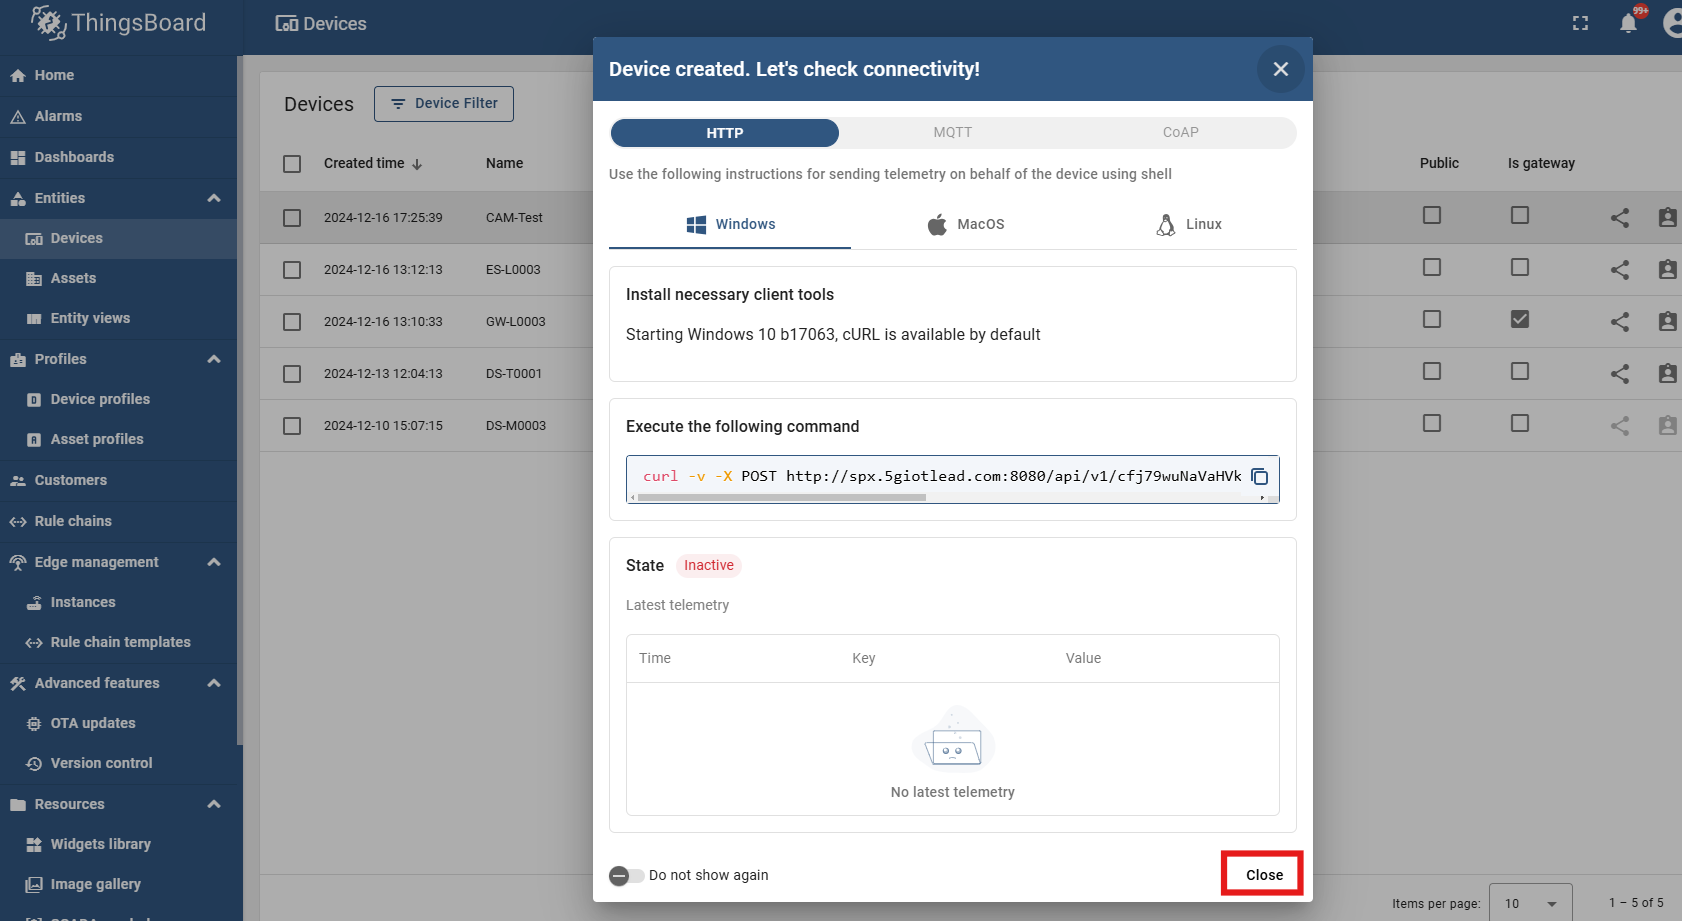 ThingsBoard
Devices
99+
Home
Alarms
Dashboards
Entities
Devices
Assets
Entity views
Profiles
Device profiles
Asset profiles
Customers
Rule chains
Edge management
Instances
Rule chain templates
Advanced features
OTA updates
Version control
Resources
Widgets library
Image gallery
Devices
Device Filter
Created time
Name
Public
Is gateway
2024-12-16 17:25:39 CAM-Test
2024-12-16 13:12:13 ES-L0003
2024-12-16 13:10:33 GW-L0003
2024-12-13 12:04:13 DS-T0001
2024-12-10 15:07:15 DS-M0003
Device created. Let's check connectivity!
HTTP
MQTT
CoAP
Use the following instructions for sending telemetry on behalf of the device using shell
Windows
MacOS
Linux
Install necessary client tools
Starting Windows 10 b17063, cURL is available by default
Execute the following command
curl -v -X POST http://spx.5giotlead.com:8080/api/v1/cfj79wuNaVaHVk
State
Inactive
Latest telemetry
Time
Key
Value
No latest telemetry
Do not show again
Close
Items per page:
10
1 – 5 of 5